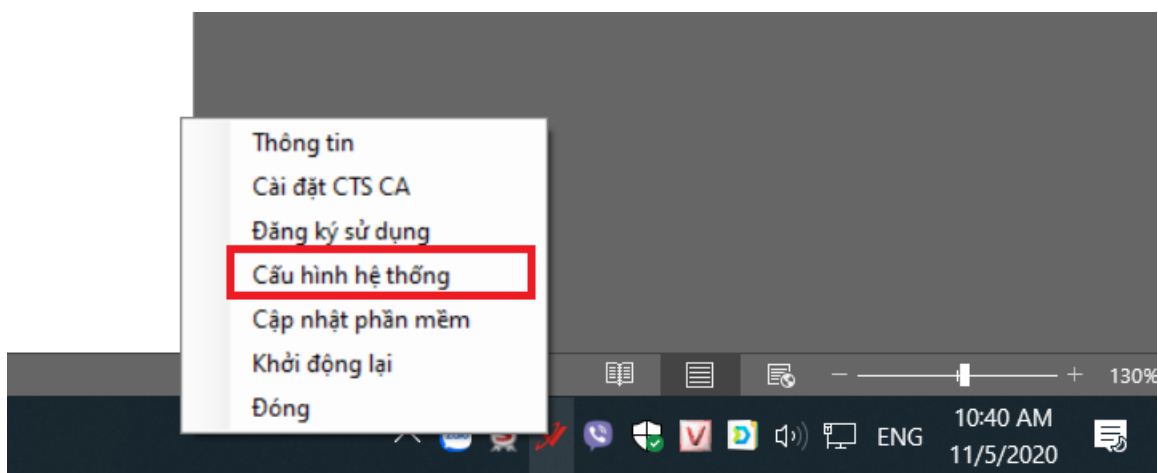 Thông tin
Cài đặt CTS CA
Đăng ký sử dụng
Cấu hình hệ thống
Cập nhật phần mềm
Khởi động lại
Đóng
130%
ENG
10:40 AM
11/5/2020